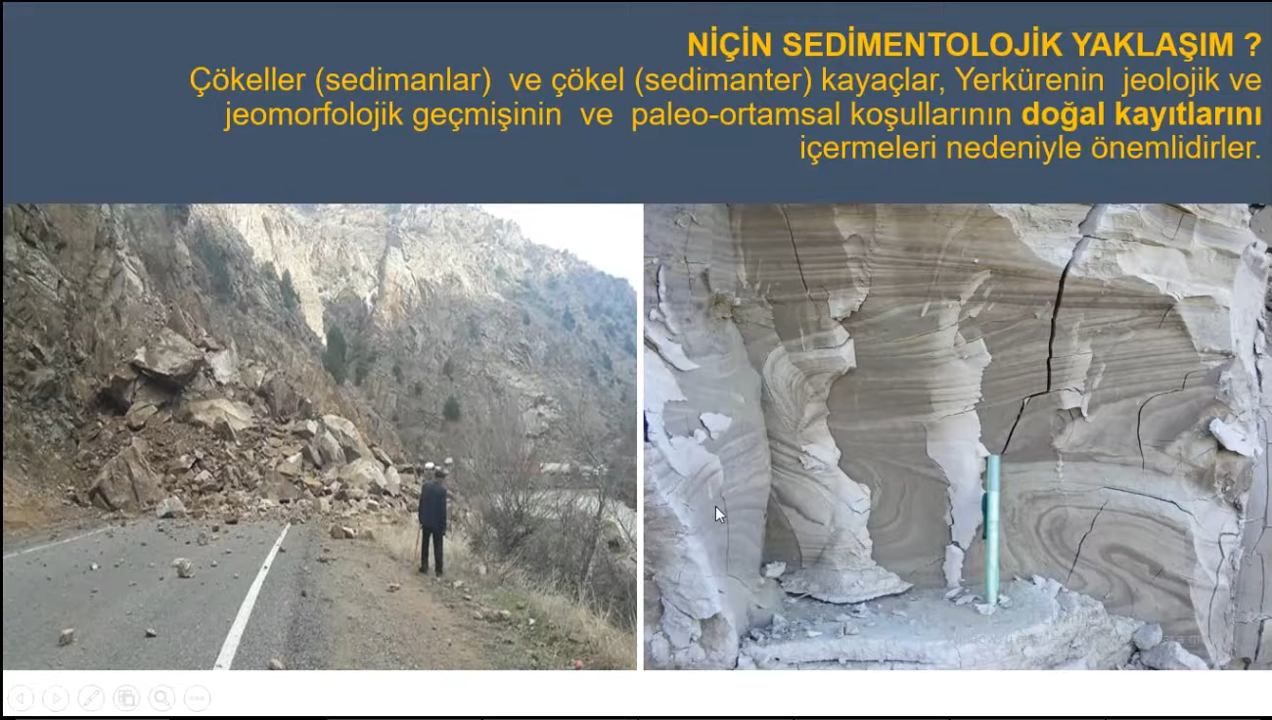 NİÇİN SEDİMENTOLOJİK YAKLAŞIM ?
Çökeller (sedimanlar) ve çökel (sedimanter) kayaçlar, Yerkürenin jeolojik ve
jeomorfolojik geçmişinin ve paleo-ortamsal koşullarının doğal kayıtlarını
içermeleri nedeniyle önemlidirler.